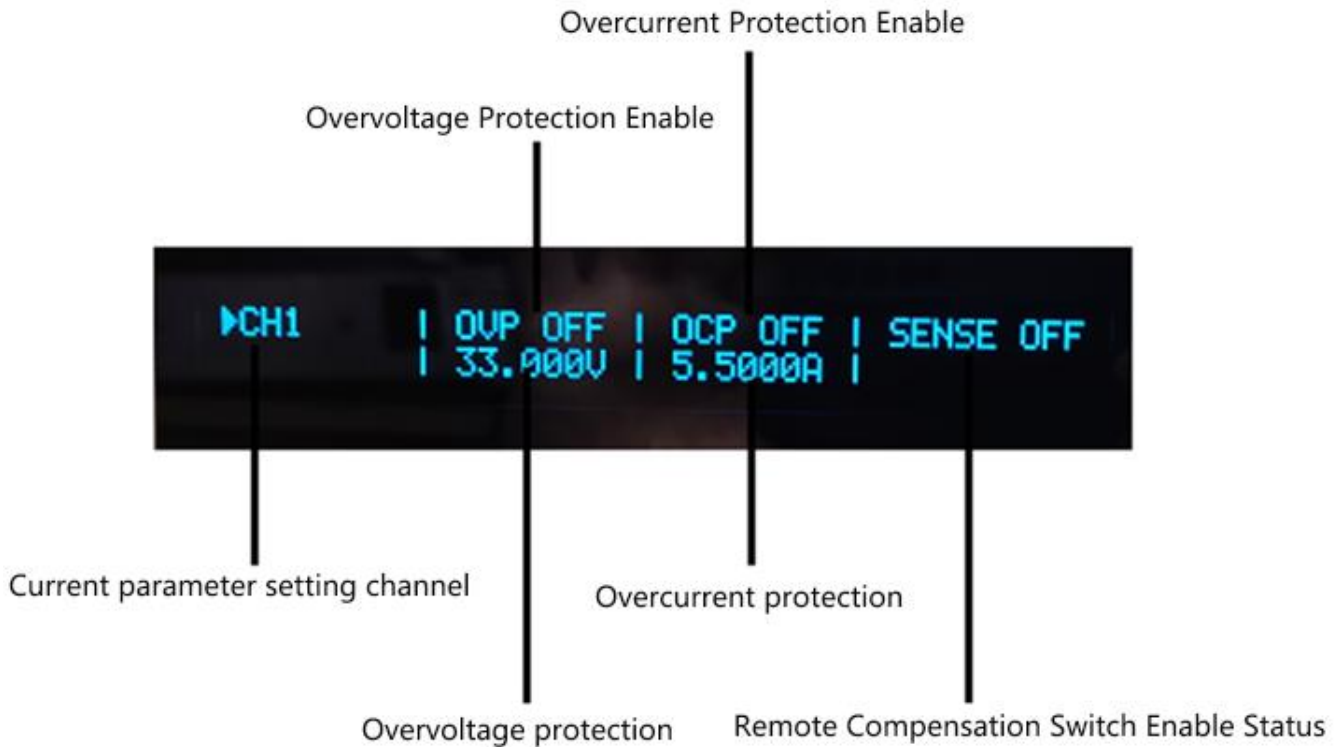 Overcurrent Protection Enable
Overvoltage Protection Enable
▶CH1 | OVP OFF | OCP OFF | SENSE OFF
| 33.000V | 5.5000A |
Current parameter setting channel
Overcurrent protection
Overvoltage protection
Remote Compensation Switch Enable Status